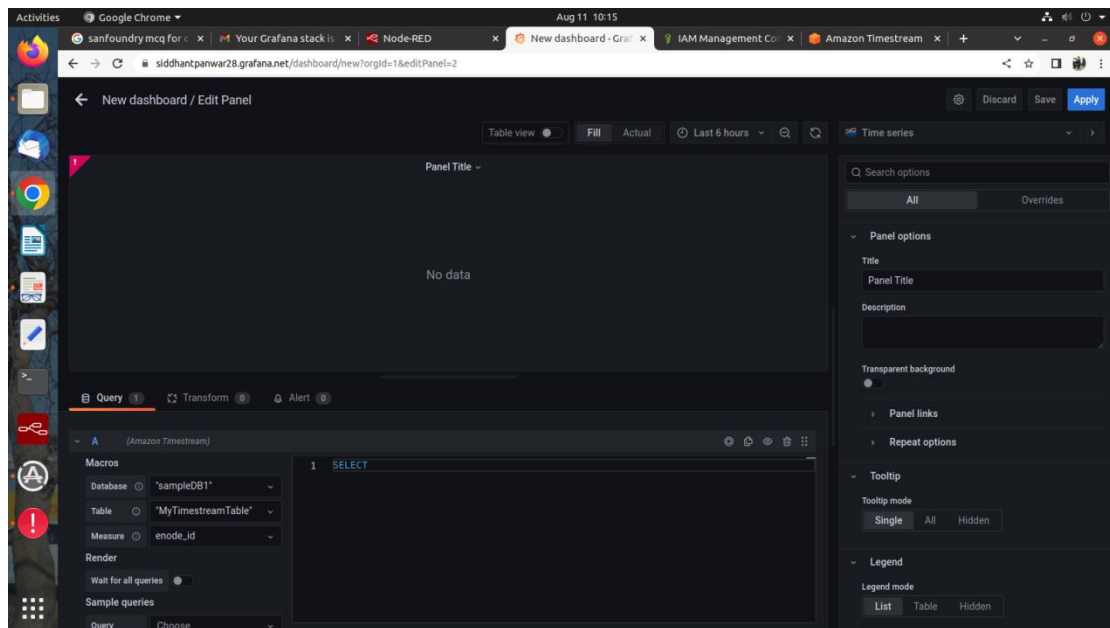 Activities Google Chrome Aug 11 10:15
sanfoundry mcq for c Your Grafana stack is Node-RED New dashboard - Graf IAM Management Con Amazon Timestream
siddhantpanwar28.grafana.net/dashboard/new?orgId=1&editPanel=2
New dashboard / Edit Panel Discard Save Apply
Table view Fill Actual Last 6 hours Time series
Panel Title
Search options
All Overrides
Panel options
Title
Panel Title
No data
Description
Transparent background
Query 1 Transform 0 Alert 0
Panel links
A (Amazon Timestream)
Repeat options
Macros
1 SELECT
Database "sampleDB1"
Tooltip
Table "MyTimestreamTable"
Tooltip mode
Single All Hidden
Measure enode_id
Render
Legend
Wait for all queries
Legend mode
Sample queries
List Table Hidden
Query Choose